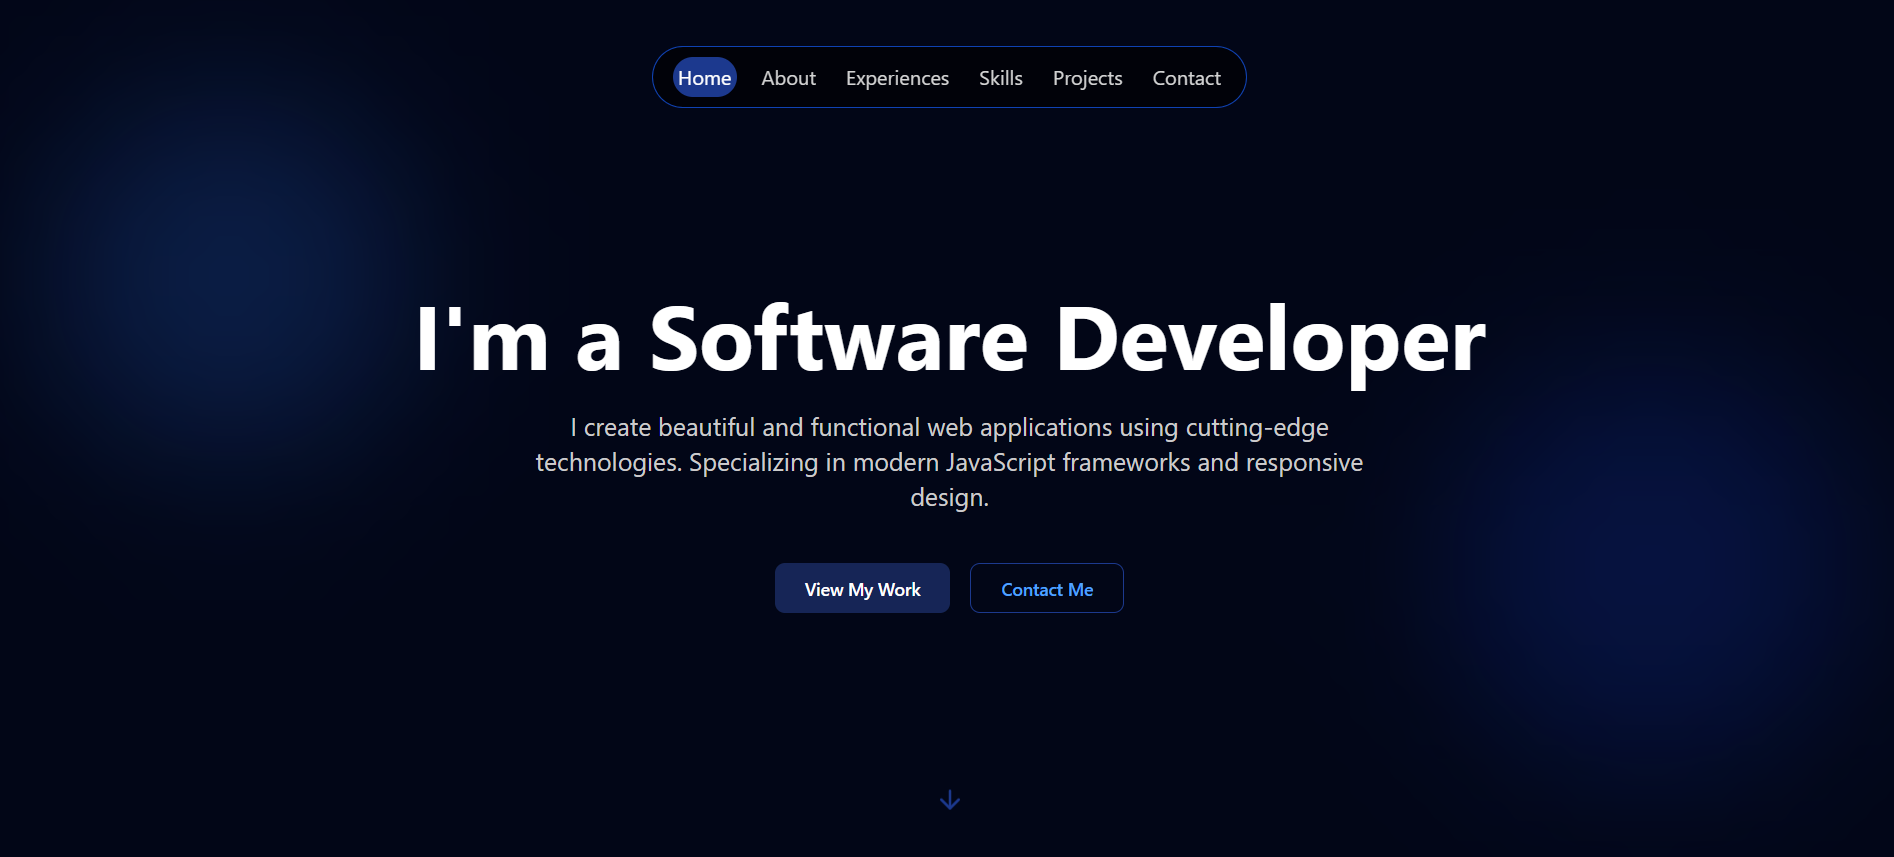 Home About Experiences Skills Projects Contact
I'm a Software Developer
I create beautiful and functional web applications using cutting-edge
technologies. Specializing in modern JavaScript frameworks and responsive
design.
View My Work Contact Me